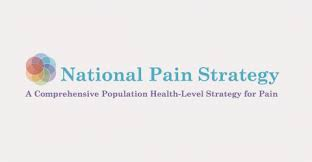 National Pain Strategy
A Comprehensive Population Health-Level Strategy for Pain